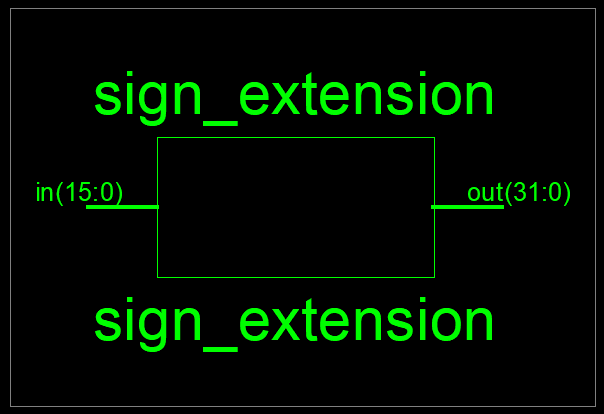 sign_extension
in(15:0)
out(31:0)
sign_extension